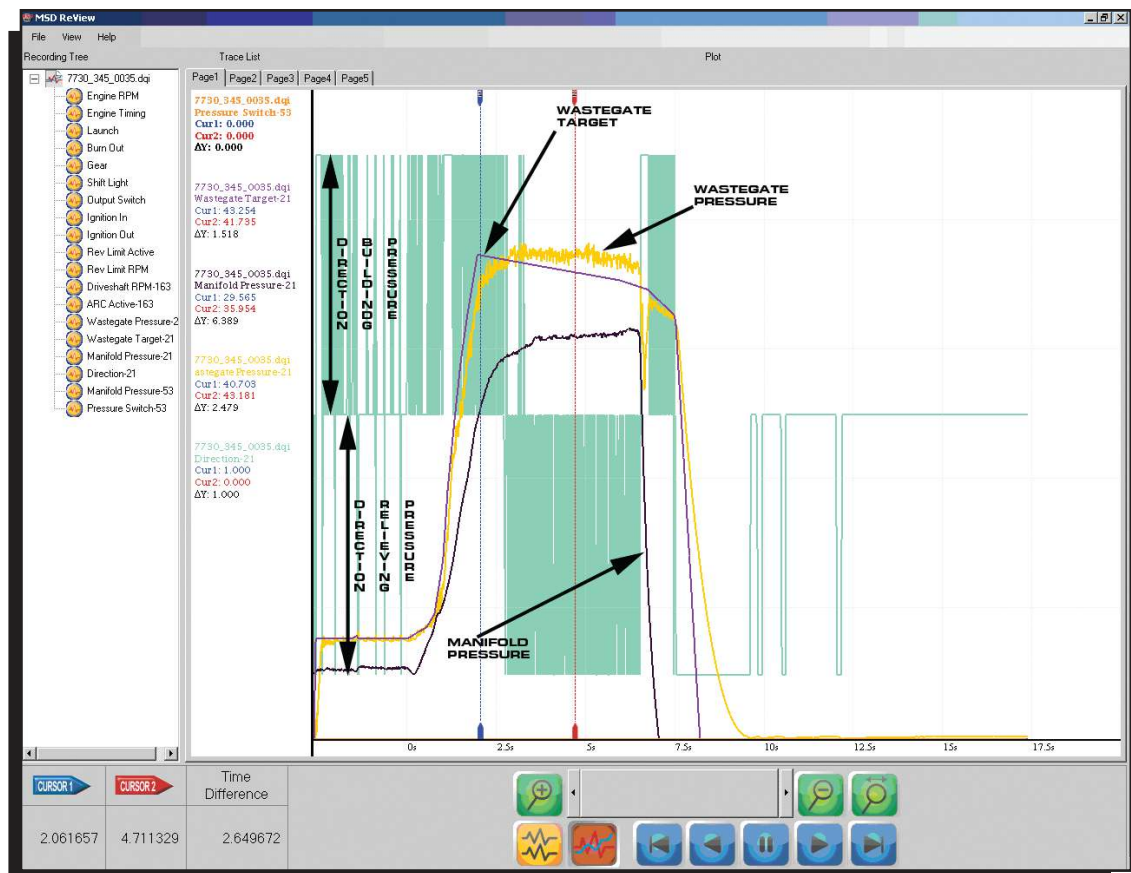 MSD ReView
File View Help
Recording Tree Trace List Plot
7730_345_0035.dqi
Engine RPM
Engine Timing
Launch
Burn Out
Gear
Shift Light
Output Switch
Ignition In
Ignition Out
Rev Limit Active
Rev Limit RPM
Driveshaft RPM-163
ARC Active-163
Wastegate Pressure-2
Wastegate Target-21
Manifold Pressure-21
Direction-21
Manifold Pressure-53
Pressure Switch-53
Page1 Page2 Page3 Page4 Page5
7730_345_0035.dqi
Pressure Switch-53
Cur1: 0.000
Cur2: 0.000
ΔY: 0.000
7730_345_0035.dqi
Wastegate Target-21
Cur1: 43.254
Cur2: 41.735
ΔY: 1.518
7730_345_0035.dqi
Manifold Pressure-21
Cur1: 29.565
Cur2: 35.954
ΔY: 6.389
7730_345_0035.dqi
astegate Pressure-21
Cur1: 40.703
Cur2: 43.181
ΔY: 2.479
7730_345_0035.dqi
Direction-21
Cur1: 1.000
Cur2: 0.000
ΔY: 1.000
WASTEGATE
TARGET
WASTEGATE
PRESSURE
DIRECTION
BUILDINDG
PRESSURE
DIRECTION
RELIEVING
PRESSURE
MANIFOLD
PRESSURE
0s 2.5s 5s 7.5s 10s 12.5s 15s 17.5s
CURSOR 1 CURSOR 2 Time
Difference
2.061657 4.711329 2.649672